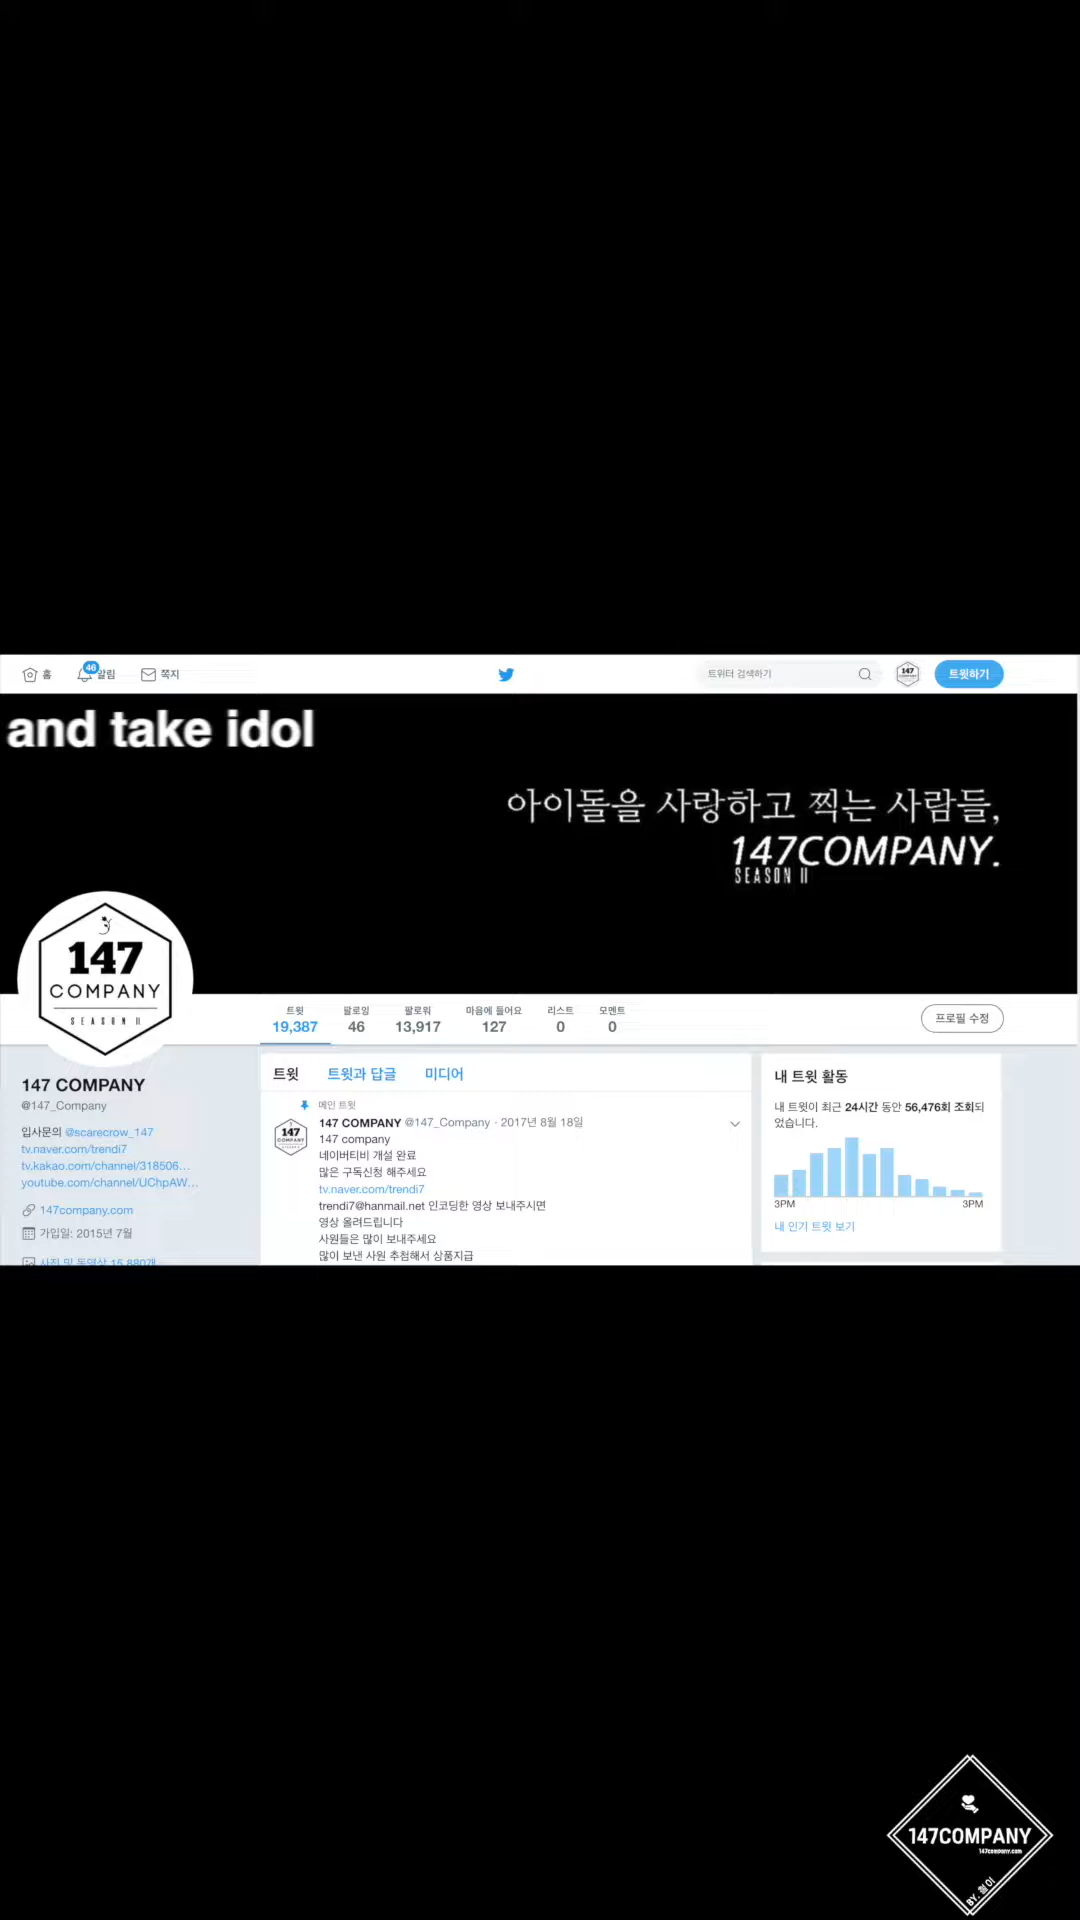 홈
46
알림
쪽지
트위터 검색하기
147
COMPANY
트윗하기
and take idol
아이돌을 사랑하고 찍는 사람들,
147COMPANY.
SEASON II
147
COMPANY
SEASON II
트윗 팔로잉 팔로워 마음에 들어요 리스트 모멘트
19,387 46 13,917 127 0 0
프로필 수정
147 COMPANY
@147_Company
입사문의 @scarecrow_147
tv.naver.com/trendi7
tv.kakao.com/channel/318506...
youtube.com/channel/UChpAW...
147company.com
가입일: 2015년 7월
사진 및 동영상 15,880개
트윗 트윗과 답글 미디어
메인 트윗
147
COMPANY
147 COMPANY @147_Company · 2017년 8월 18일
147 company
네이버티비 개설 완료
많은 구독신청 해주세요
tv.naver.com/trendi7
trendi7@hanmail.net 인코딩한 영상 보내주시면
영상 올려드립니다
사원들은 많이 보내주세요
많이 보낸 사원 추첨해서 상품지급
내 트윗 활동
내 트윗이 최근 24시간 동안 56,476회 조회되
었습니다.
3PM 3PM
내 인기 트윗 보기
147COMPANY
147company.com
BY. 철이